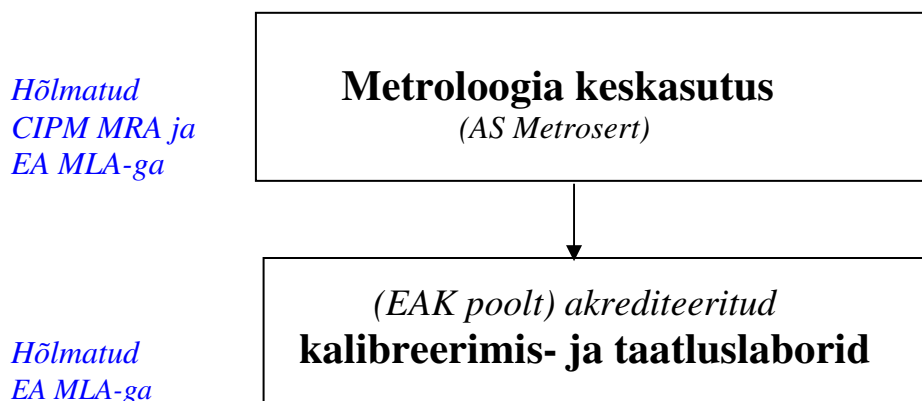 Hõlmatud
CIPM MRA ja
EA MLA-ga
Metroloogia keskasutus
(AS Metrosert)
Hõlmatud
EA MLA-ga
(EAK poolt) akrediteeritud
kalibreerimis- ja taatluslaborid